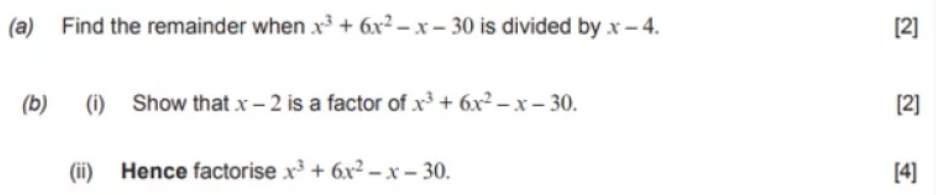 (a) Find the remainder when x³ + 6x² – x – 30 is divided by x – 4. [2]
(b) (i) Show that x – 2 is a factor of x³ + 6x² – x – 30. [2]
(ii) Hence factorise x³ + 6x² – x – 30. [4]